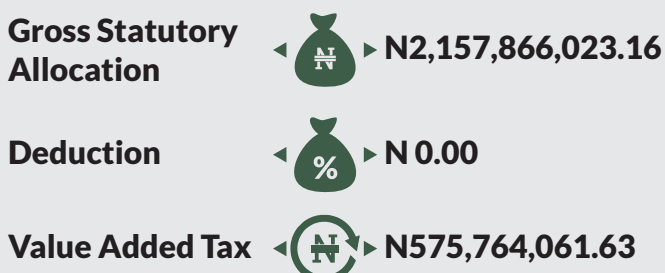 Gross Statutory
Allocation
₦
N2,157,866,023.16
Deduction
%
N 0.00
Value Added Tax
₦
N575,764,061.63